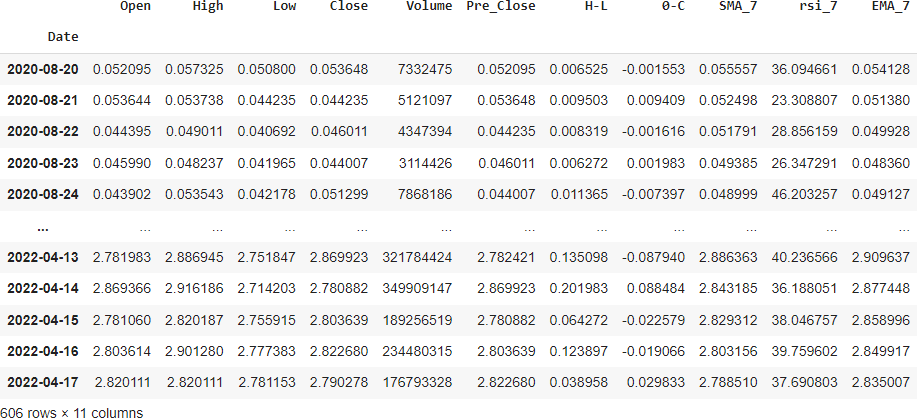 Open High Low Close Volume Pre_Close H-L 0-C SMA_7 rsi_7 EMA_7
Date
2020-08-20 0.052095 0.057325 0.050800 0.053648 7332475 0.052095 0.006525 -0.001553 0.055557 36.094661 0.054128
2020-08-21 0.053644 0.053738 0.044235 0.044235 5121097 0.053648 0.009503 0.009409 0.052498 23.308807 0.051380
2020-08-22 0.044395 0.049011 0.040692 0.046011 4347394 0.044235 0.008319 -0.001616 0.051791 28.856159 0.049928
2020-08-23 0.045990 0.048237 0.041965 0.044007 3114426 0.046011 0.006272 0.001983 0.049385 26.347291 0.048360
2020-08-24 0.043902 0.053543 0.042178 0.051299 7868186 0.044007 0.011365 -0.007397 0.048999 46.203257 0.049127
... ... ... ... ... ... ... ... ... ... ... ...
2022-04-13 2.781983 2.886945 2.751847 2.869923 321784424 2.782421 0.135098 -0.087940 2.886363 40.236566 2.909637
2022-04-14 2.869366 2.916186 2.714203 2.780882 349909147 2.869923 0.201983 0.088484 2.843185 36.188051 2.877448
2022-04-15 2.781060 2.820187 2.755915 2.803639 189256519 2.780882 0.064272 -0.022579 2.829312 38.046757 2.858996
2022-04-16 2.803614 2.901280 2.777383 2.822680 234480315 2.803639 0.123897 -0.019066 2.803156 39.759602 2.849917
2022-04-17 2.820111 2.820111 2.781153 2.790278 176793328 2.822680 0.038958 0.029833 2.788510 37.690803 2.835007
606 rows × 11 columns